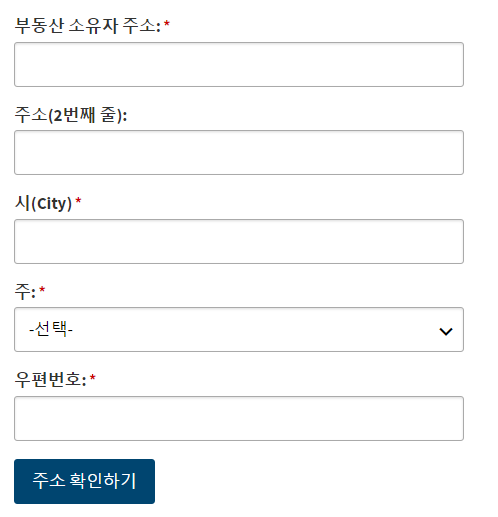 부동산 소유자 주소: *
주소(2번째 줄):
시(City) *
주: *
-선택-
우편번호: *
주소 확인하기